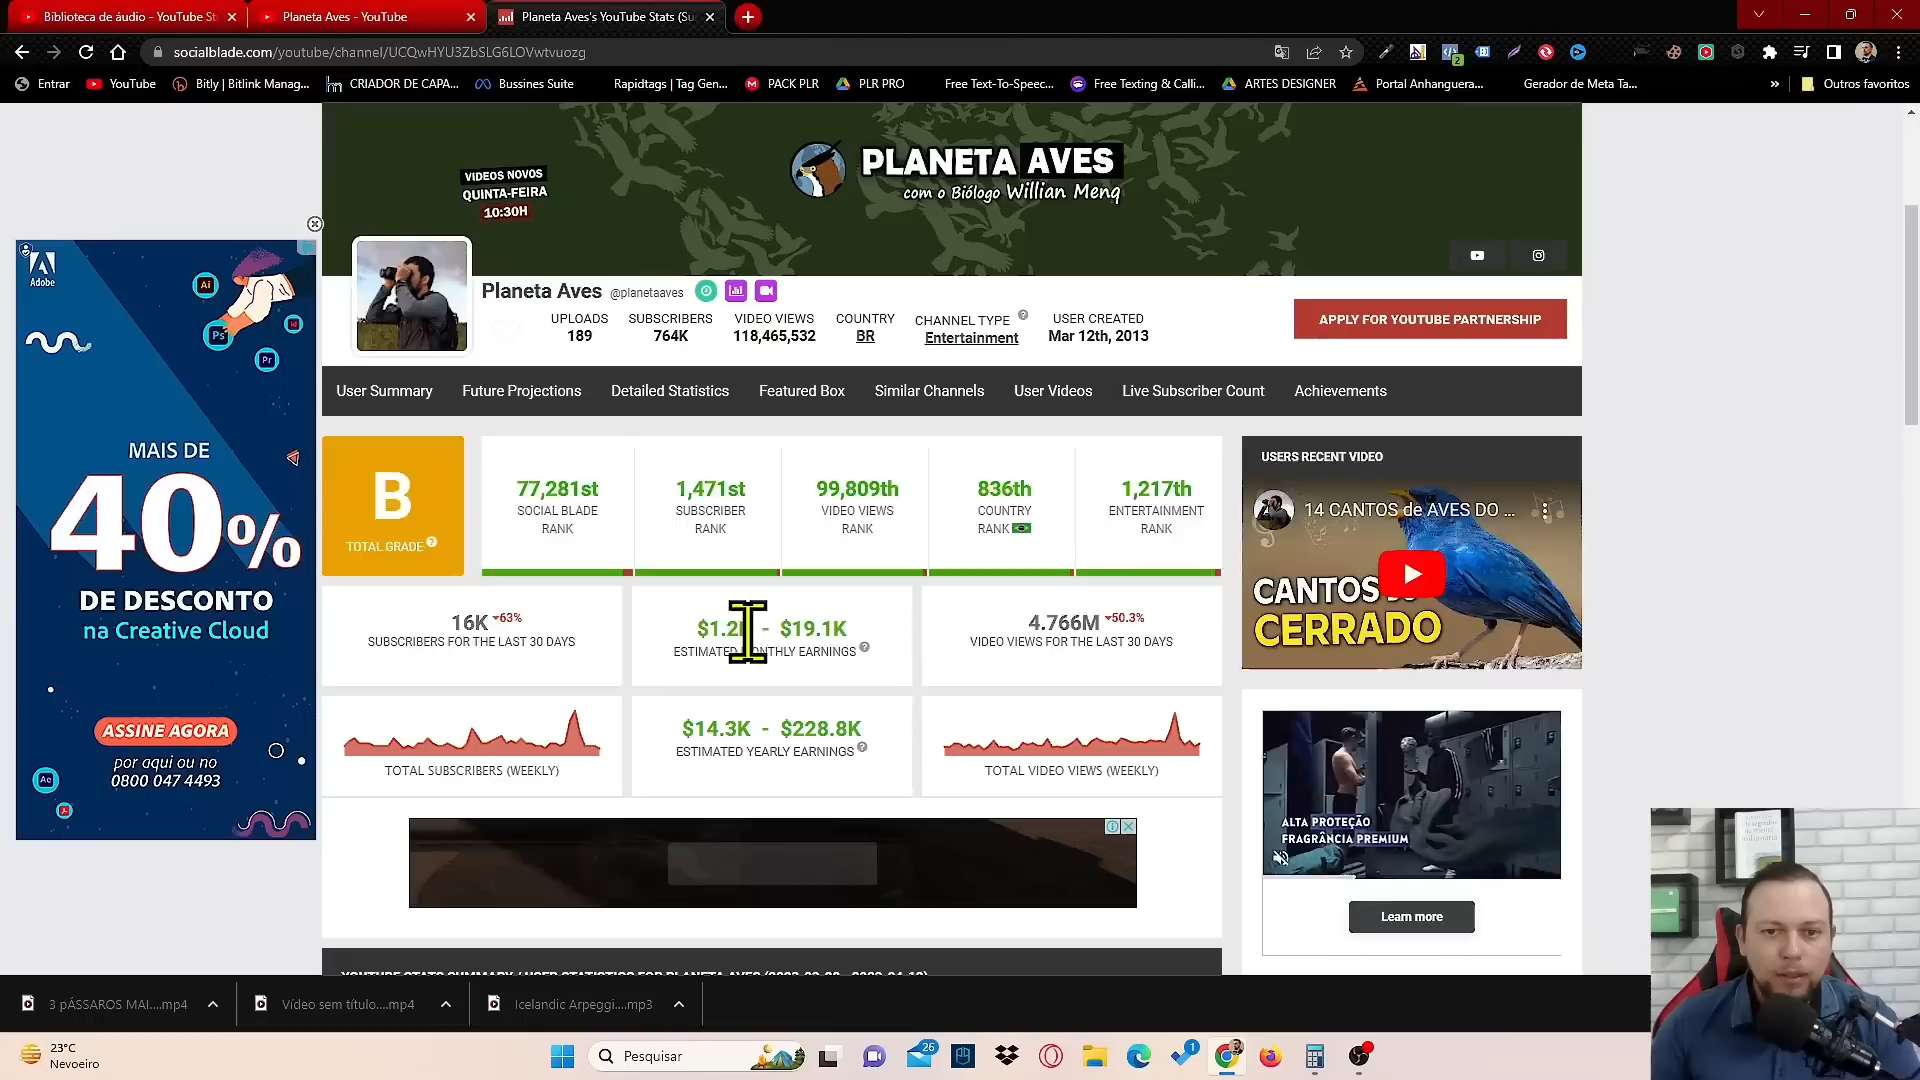 Biblioteca de áudio - YouTube St
Planeta Aves - YouTube
Planeta Aves's YouTube Stats (Su
socialblade.com/youtube/channel/UCQwHYU3ZbSLG6LOVwtvuozg
2
Entrar
YouTube
Bitly | Bitlink Manag...
CRIADOR DE CAPA...
Bussines Suite
Rapidtags | Tag Gen...
PACK PLR
PLR PRO
Free Text-To-Speec...
Free Texting & Calli...
ARTES DESIGNER
Portal Anhanguera...
Gerador de Meta Ta...
»
Outros favoritos
VIDEOS NOVOS
QUINTA-FEIRA
10:30H
PLANETA AVES
com o Biólogo Willian Menq
Planeta Aves @planetaaves
UPLOADS
189
SUBSCRIBERS
764K
VIDEO VIEWS
118,465,532
COUNTRY
BR
CHANNEL TYPE
Entertainment
USER CREATED
Mar 12th, 2013
APPLY FOR YOUTUBE PARTNERSHIP
User Summary
Future Projections
Detailed Statistics
Featured Box
Similar Channels
User Videos
Live Subscriber Count
Achievements
B
TOTAL GRADE
77,281st
SOCIAL BLADE
RANK
1,471st
SUBSCRIBER
RANK
99,809th
VIDEO VIEWS
RANK
836th
COUNTRY
RANK
1,217th
ENTERTAINMENT
RANK
16K -63%
SUBSCRIBERS FOR THE LAST 30 DAYS
- $19.1K
ESTIMATED MONTHLY EARNINGS
4.766M -50.3%
VIDEO VIEWS FOR THE LAST 30 DAYS
TOTAL SUBSCRIBERS (WEEKLY)
$14.3K - $228.8K
ESTIMATED YEARLY EARNINGS
TOTAL VIDEO VIEWS (WEEKLY)
USERS RECENT VIDEO
14 CANTOS de AVES DO ...
CANTOS
CERRADO
ALTA PROTEÇÃO
FRAGRÂNCIA PREMIUM
Learn more
Adobe
Ai
Ps
Id
Pr
MAIS DE
40%
DE DESCONTO
na Creative Cloud
ASSINE AGORA
por aqui ou no
0800 047 4493
Ae
3 pÁSSAROS MAI....mp4
Vídeo sem título....mp4
Icelandic Arpeggi....mp3
23°C
Nevoeiro
Pesquisar
26
1